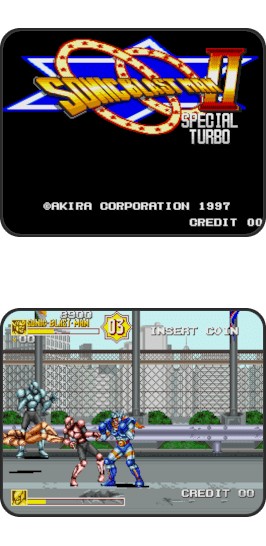 SONIC BLAST MAN II
SPECIAL
TURBO
©AKIRA CORPORATION 1997
CREDIT 00
8900
SONIC-BLAST-MAN
03
INSERT COIN
00
CREDIT 00